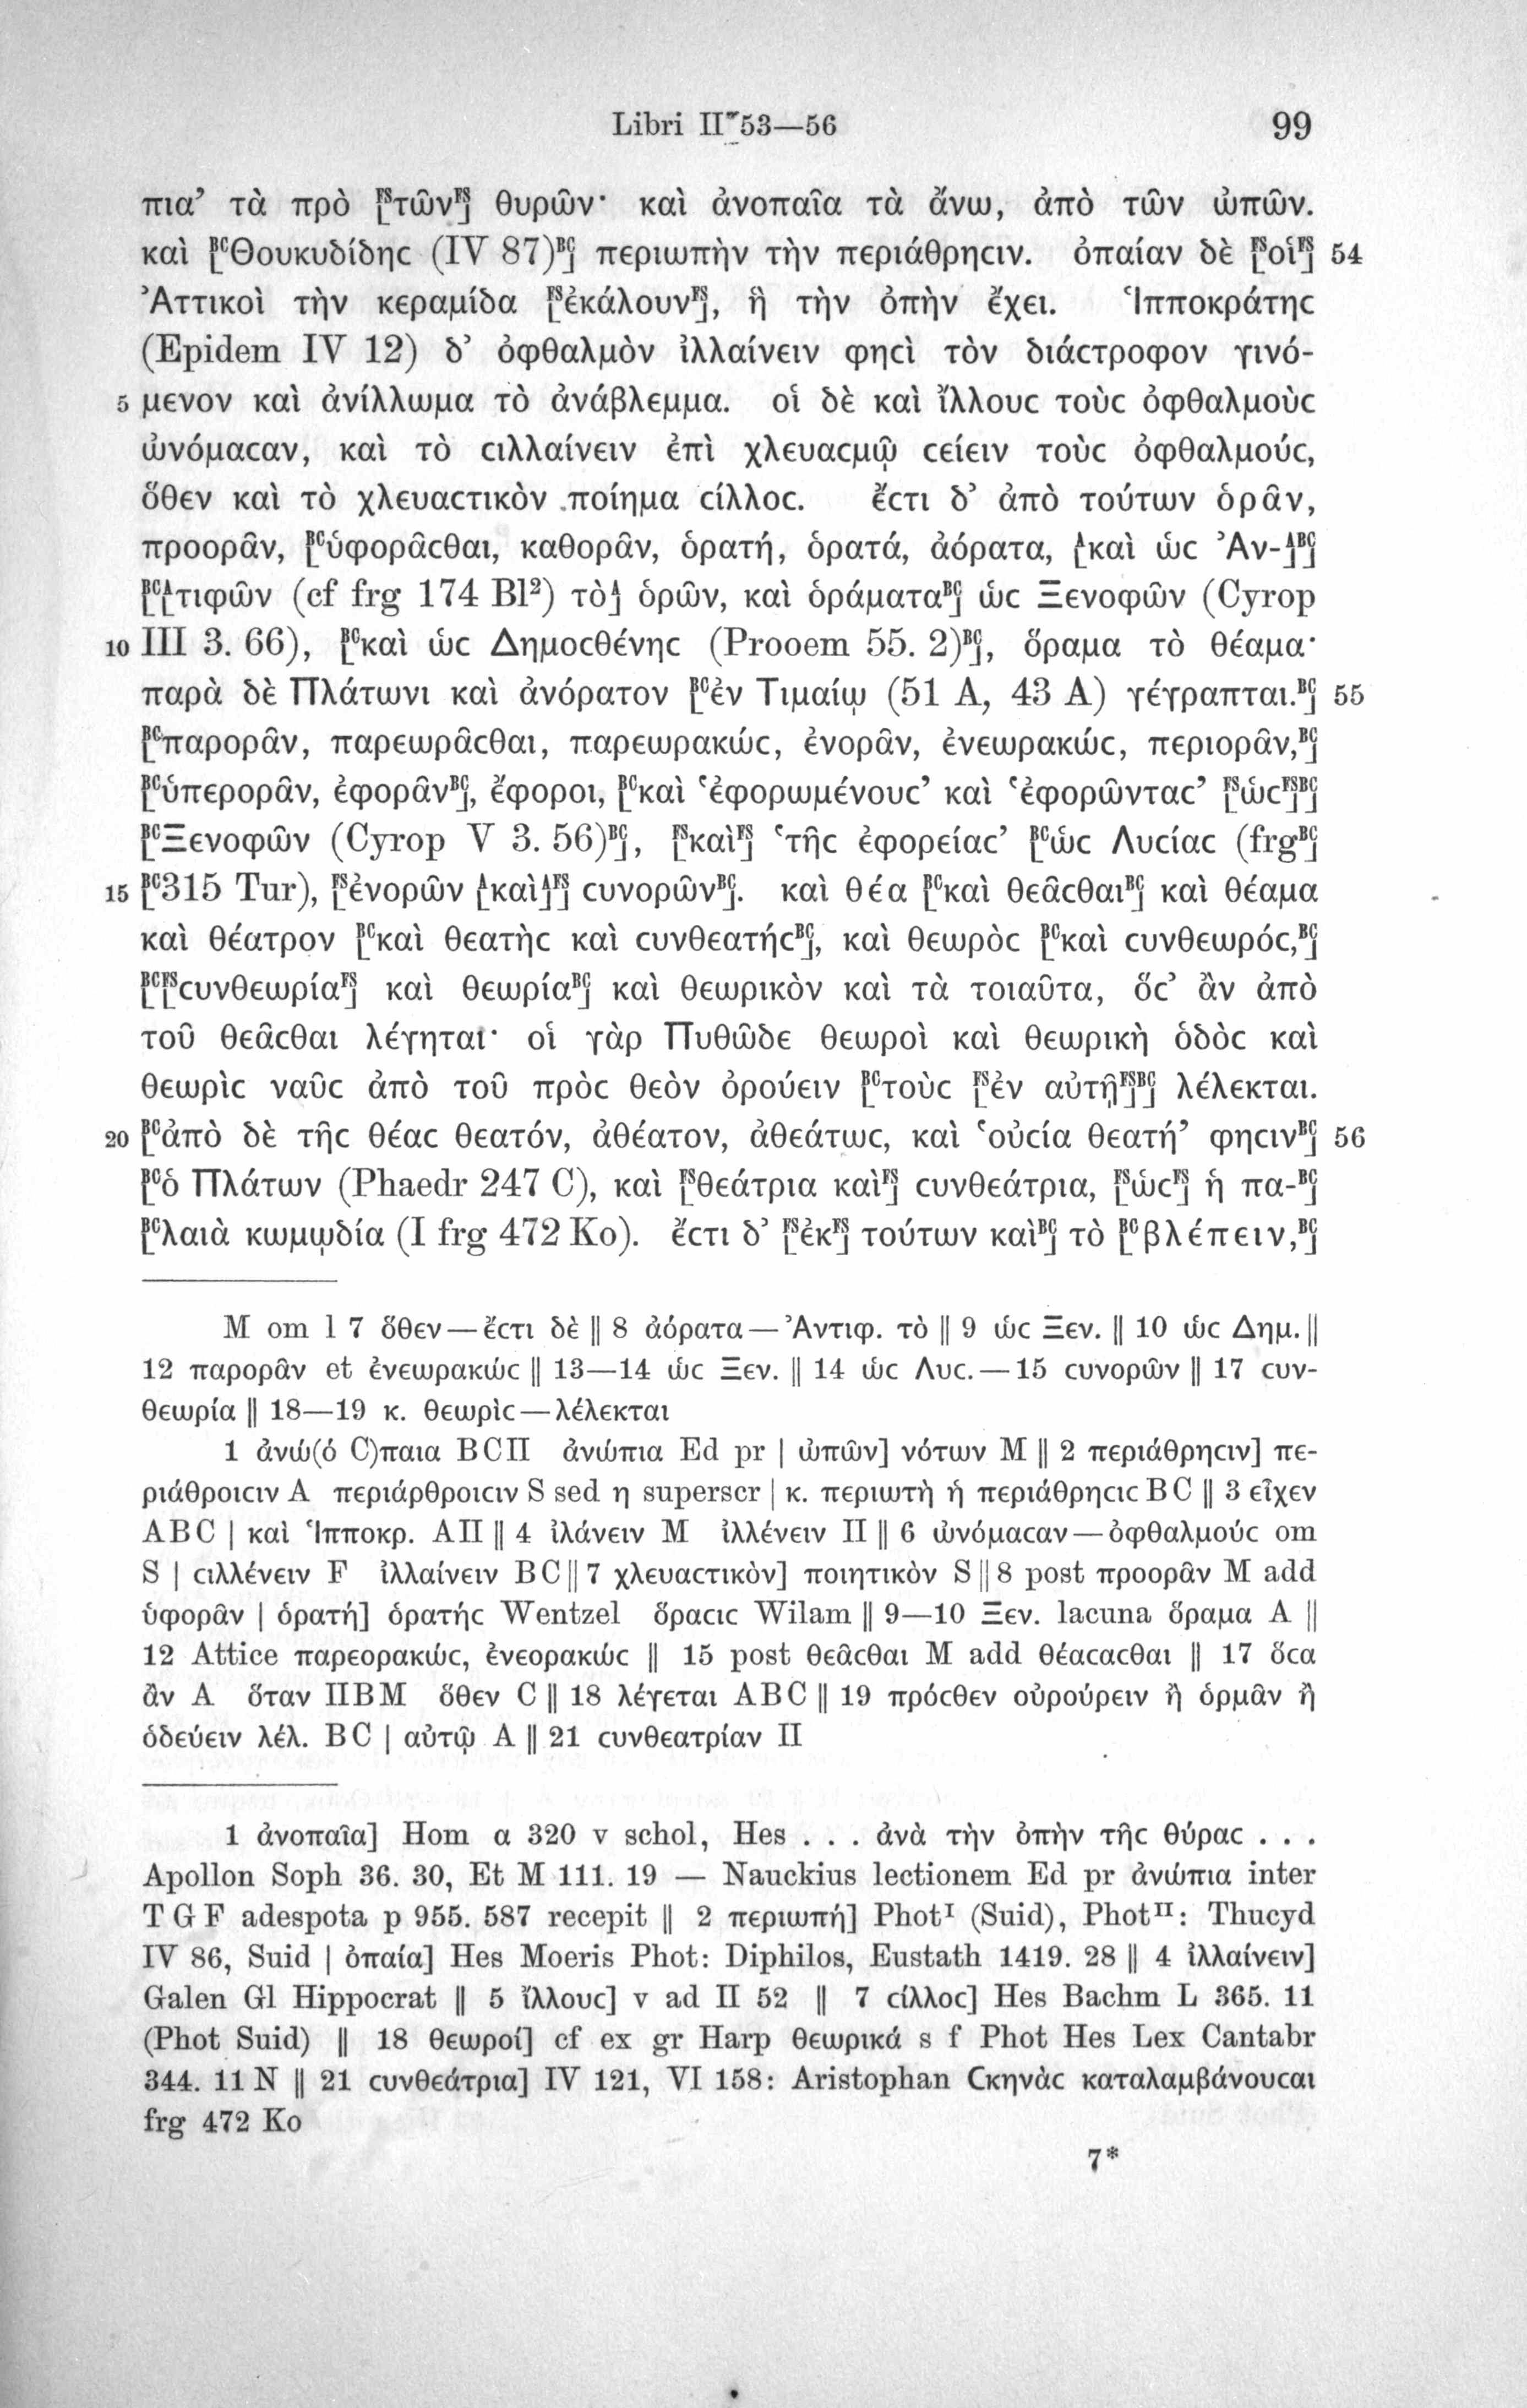 Libri II 53—56 99
πια’ τὰ πρὸ [FSτῶνFS] θυρῶν· καὶ ἀνοπαῖα τὰ ἄνω, ἀπὸ τῶν ὠπῶν.
καὶ [BCΘουκυδίδης (IV 87)BC] περιωπὴν τὴν περιάθρηϲιν. ὀπαίαν δὲ [FSοἱFS] 54
Ἀττικοὶ τὴν κεραμίδα [FSἐκάλουνFS], ἣ τὴν ὀπὴν ἔχει. Ἱπποκράτηϲ
(Epidem IV 12) δ’ ὀφθαλμὸν ἰλλαίνειν φηϲὶ τὸν διάϲτροφον γινό-
5 μενον καὶ ἀνίλλωμα τὸ ἀνάβλεμμα. οἱ δὲ καὶ ἴλλουϲ τοὺϲ ὀφθαλμοὺϲ
ὠνόμαϲαν, καὶ τὸ ϲιλλαίνειν ἐπὶ χλευαϲμῷ ϲείειν τοὺϲ ὀφθαλμούϲ,
ὅθεν καὶ τὸ χλευαϲτικὸν ποίημα ϲίλλοϲ. ἔϲτι δ’ ἀπὸ τούτων ὁρᾶν,
προορᾶν, [BCὑφορᾶϲθαι, καθορᾶν, ὁρατή, ὁρατά, ἀόρατα, [Aκαὶ ὡϲ Ἀν-A]BC]
[BC[Aτιφῶν (cf frg 174 Bl²) τὸA] ὁρῶν, καὶ ὁράματαBC] ὡϲ Ξενοφῶν (Cyrop
10 III 3. 66), [BCκαὶ ὡϲ Δημοϲθένηϲ (Prooem 55. 2)BC], ὅραμα τὸ θέαμα·
παρὰ δὲ Πλάτωνι καὶ ἀνόρατον [BCἐν Τιμαίῳ (51 A, 43 A) γέγραπται.BC] 55
[BCπαρορᾶν, παρεωρᾶϲθαι, παρεωρακώϲ, ἐνορᾶν, ἐνεωρακώϲ, περιορᾶν,BC]
[BCὑπερορᾶν, ἐφορᾶνBC], ἔφοροι, [BCκαὶ ‘ἐφορωμένουϲ’ καὶ ‘ἐφορῶνταϲ’ [FSὡϲFS]BC]
[BCΞενοφῶν (Cyrop V 3. 56)BC], [FSκαὶFS] ‘τῆϲ ἐφορείαϲ’ [BCὡϲ Λυϲίαϲ (frgBC]
15 [BC315 Tur), [FSἐνορῶν [AκαὶA]FS] ϲυνορῶνBC]. καὶ θέα [BCκαὶ θεᾶϲθαιBC] καὶ θέαμα
καὶ θέατρον [BCκαὶ θεατὴϲ καὶ ϲυνθεατήϲBC], καὶ θεωρὸϲ [BCκαὶ ϲυνθεωρόϲ,BC]
[BC[FSϲυνθεωρίαFS] καὶ θεωρίαBC] καὶ θεωρικὸν καὶ τὰ τοιαῦτα, ὅϲ’ ἂν ἀπὸ
τοῦ θεᾶϲθαι λέγηται· οἱ γὰρ Πυθῶδε θεωροὶ καὶ θεωρικὴ ὁδὸϲ καὶ
θεωρὶϲ ναῦϲ ἀπὸ τοῦ πρὸϲ θεὸν ὀρούειν [BCτοὺϲ [FSἐν αὐτῇFS]BC] λέλεκται.
20 [BCἀπὸ δὲ τῆϲ θέαϲ θεατόν, ἀθέατον, ἀθεάτωϲ, καὶ ‘οὐϲία θεατή’ φηϲινBC] 56
[BCὁ Πλάτων (Phaedr 247 C), καὶ [FSθεάτρια καὶFS] ϲυνθεάτρια, [FSὡϲFS] ἡ πα-BC]
[BCλαιὰ κωμῳδία (I frg 472 Ko). ἔϲτι δ’ [FSἐκFS] τούτων καὶBC] τὸ [BCβλέπειν,BC]
M om l 7 ὅθεν—ἔϲτι δὲ || 8 ἀόρατα—Ἀντιφ. τὸ || 9 ὡϲ Ξεν. || 10 ὡϲ Δημ. ||
12 παρορᾶν et ἐνεωρακώϲ || 13—14 ὡϲ Ξεν. || 14 ὡϲ Λυϲ.—15 ϲυνορῶν || 17 ϲυν-
θεωρία || 18—19 κ. θεωρὶϲ—λέλεκται
1 ἀνώ(ό C)παια BCII ἀνώπια Ed pr | ὠπῶν] νότων M || 2 περιάθρηϲιν] πε-
ριάθροιϲιν A περιάρθροιϲιν S sed η superscr | κ. περιωτὴ ἡ περιάθρηϲιϲ BC || 3 εἶχεν
ABC | καὶ Ἱπποκρ. AII || 4 ἰλάνειν M ἰλλένειν II || 6 ὠνόμαϲαν—ὀφθαλμούϲ om
S | ϲιλλένειν F ἰλλαίνειν BC || 7 χλευαϲτικὸν] ποιητικὸν S || 8 post προορᾶν M add
ὑφορᾶν | ὁρατή] ὁρατήϲ Wentzel ὅραϲιϲ Wilam || 9—10 Ξεν. lacuna ὅραμα A ||
12 Attice παρεορακώϲ, ἐνεορακώϲ || 15 post θεᾶϲθαι M add θέαϲαϲθαι || 17 ὅϲα
ἂν A ὅταν IIBM ὅθεν C || 18 λέγεται ABC || 19 πρόϲθεν οὐρούρειν ἢ ὁρμᾶν ἢ
ὁδεύειν λέλ. BC | αὐτῷ A || 21 ϲυνθεατρίαν II
1 ἀνοπαῖα] Hom α 320 v schol, Hes . . . ἀνὰ τὴν ὀπὴν τῆϲ θύραϲ . . .
Apollon Soph 36. 30, Et M 111. 19 — Nauckius lectionem Ed pr ἀνώπια inter
T G F adespota p 955. 587 recepit || 2 περιωπή] Photᴵ (Suid), Photᴵᴵ: Thucyd
IV 86, Suid | ὀπαία] Hes Moeris Phot: Diphilos, Eustath 1419. 28 || 4 ἰλλαίνειν]
Galen Gl Hippocrat || 5 ἴλλουϲ] v ad II 52 || 7 ϲίλλοϲ] Hes Bachm L 365. 11
(Phot Suid) || 18 θεωροί] cf ex gr Harp θεωρικά s f Phot Hes Lex Cantabr
344. 11 N || 21 ϲυνθεάτρια] IV 121, VI 158: Aristophan Ϲκηνὰϲ καταλαμβάνουϲαι
frg 472 Ko
7*